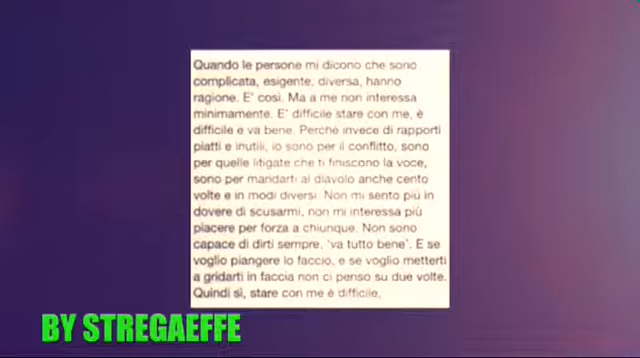 Quando le persone mi dicono che sono
complicata, esigente, diversa, hanno
ragione. E' così. Ma a me non interessa
minimamente. E' difficile stare con me, è
difficile e va bene. Perché invece di rapporti
piatti e inutili, io sono per il conflitto, sono
per quelle litigate che ti finiscono la voce,
sono per mandarti al diavolo anche cento
volte e in modi diversi. Non mi sento più in
dovere di scusarmi, non mi interessa più
piacere per forza a chiunque. Non sono
capace di dirti sempre, 'va tutto bene'. E se
voglio piangere lo faccio, e se voglio metterti
a gridarti in faccia non ci penso su due volte.
Quindi sì, stare con me è difficile,
BY STREGAEFFE